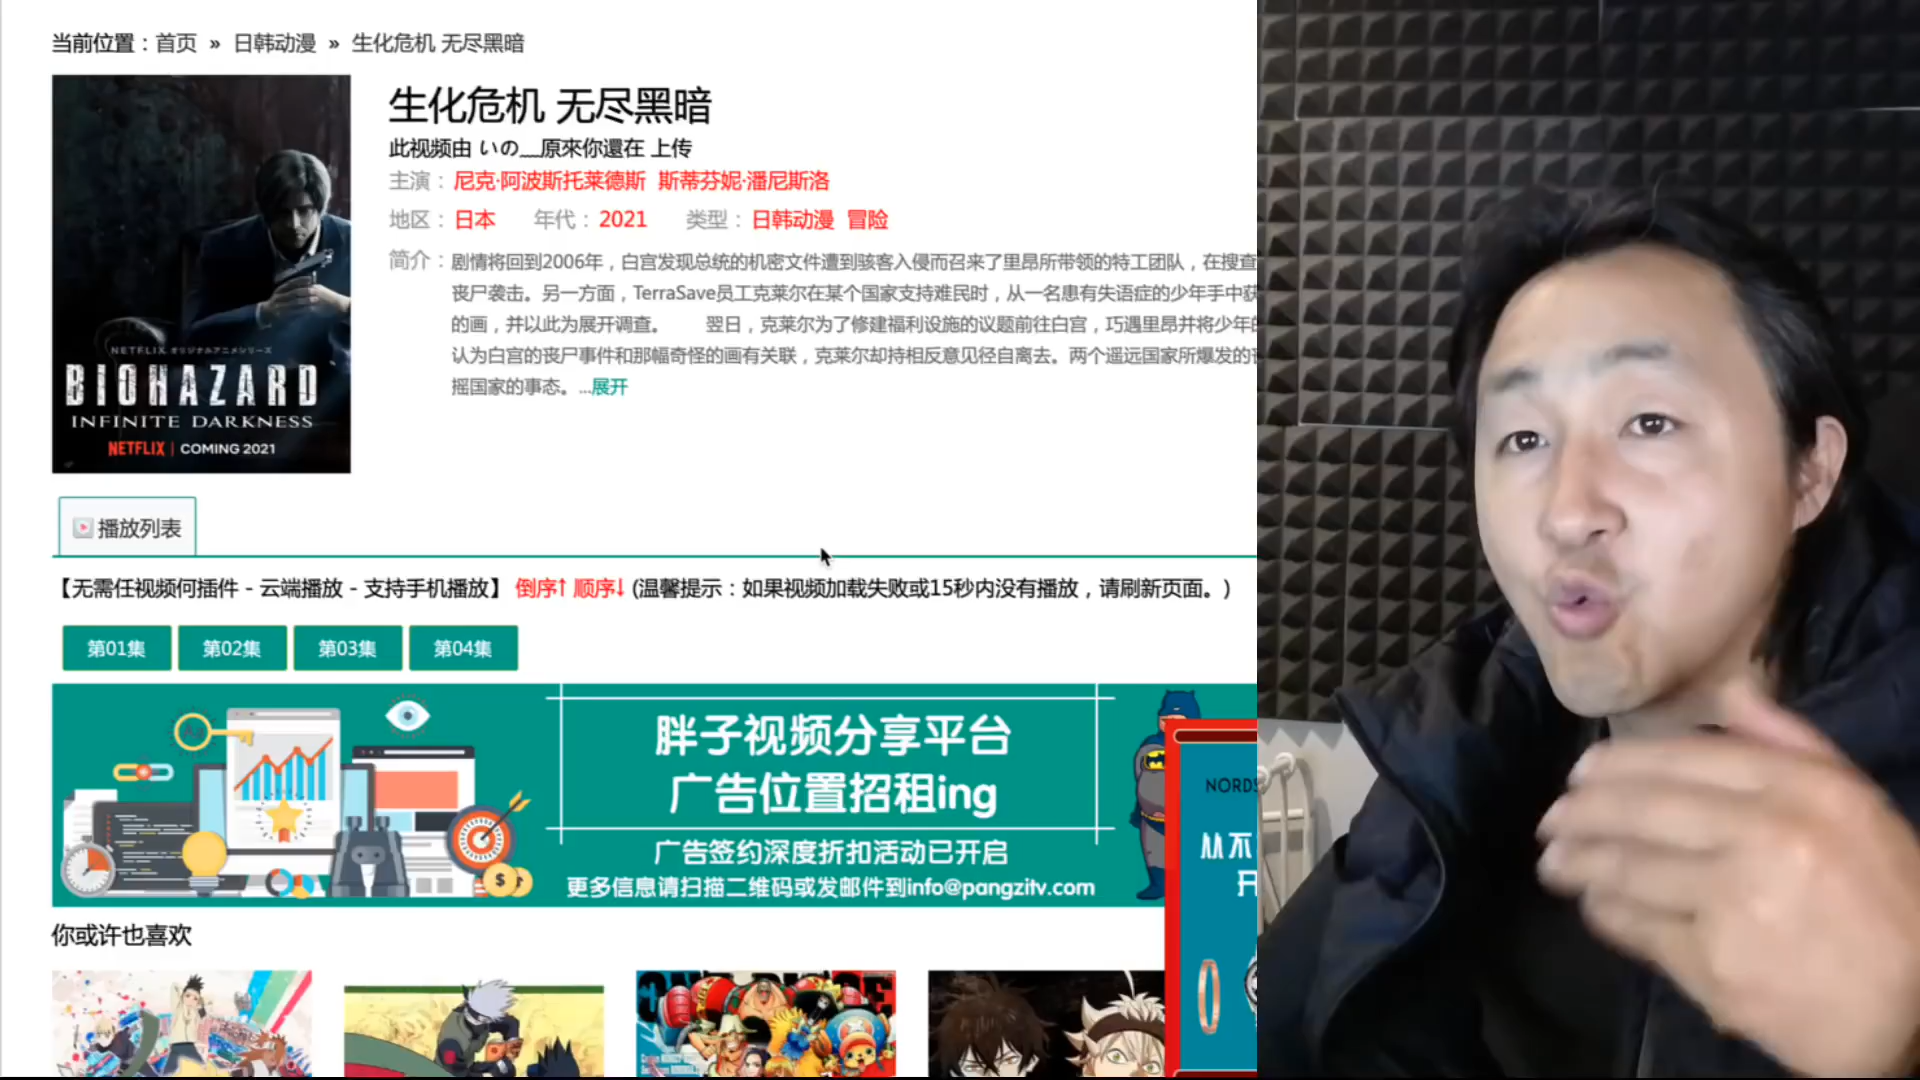 当前位置：首页 » 日韩动漫 » 生化危机 无尽黑暗
生化危机 无尽黑暗
此视频由 いの__原來你還在 上传
主演：尼克·阿波斯托莱德斯 斯蒂芬妮·潘尼斯洛
地区：日本 年代：2021 类型：日韩动漫 冒险
简介：剧情将回到2006年，白宫发现总统的机密文件遭到骇客入侵而召来了里昂所带领的特工团队，在搜查
丧尸袭击。另一方面，TerraSave员工克莱尔在某个国家支持难民时，从一名患有失语症的少年手中获
的画，并以此为展开调查。 翌日，克莱尔为了修建福利设施的议题前往白宫，巧遇里昂并将少年的
认为白宫的丧尸事件和那幅奇怪的画有关联，克莱尔却持相反意见径自离去。两个遥远国家所爆发的
摇国家的事态。...展开
NETFLIX オリジナルアニメシリーズ
BIOHAZARD
INFINITE DARKNESS
NETFLIX | COMING 2021
播放列表
【无需任视频何插件 - 云端播放 - 支持手机播放】 倒序↑ 顺序↓ (温馨提示：如果视频加载失败或15秒内没有播放，请刷新页面。)
第01集 第02集 第03集 第04集
胖子视频分享平台
广告位置招租ing
广告签约深度折扣活动已开启
更多信息请扫描二维码或发邮件到info@pangzitv.com
NORDS
你或许也喜欢